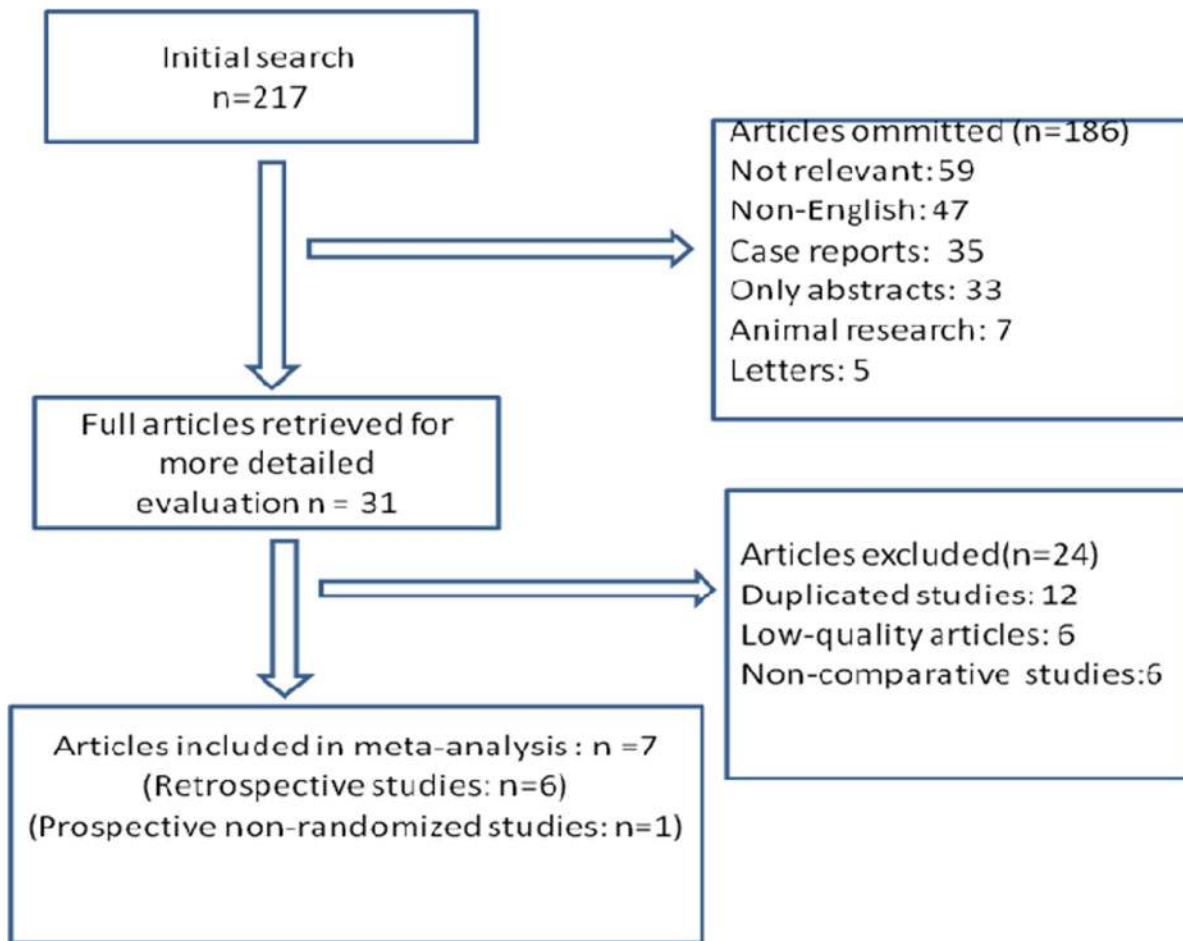 Initial search
n=217
Articles ommitted (n=186)
Not relevant: 59
Non-English: 47
Case reports: 35
Only abstracts: 33
Animal research: 7
Letters: 5
Full articles retrieved for
more detailed
evaluation n = 31
Articles excluded(n=24)
Duplicated studies: 12
Low-quality articles: 6
Non-comparative studies:6
Articles included in meta-analysis : n =7
(Retrospective studies: n=6)
(Prospective non-randomized studies: n=1)